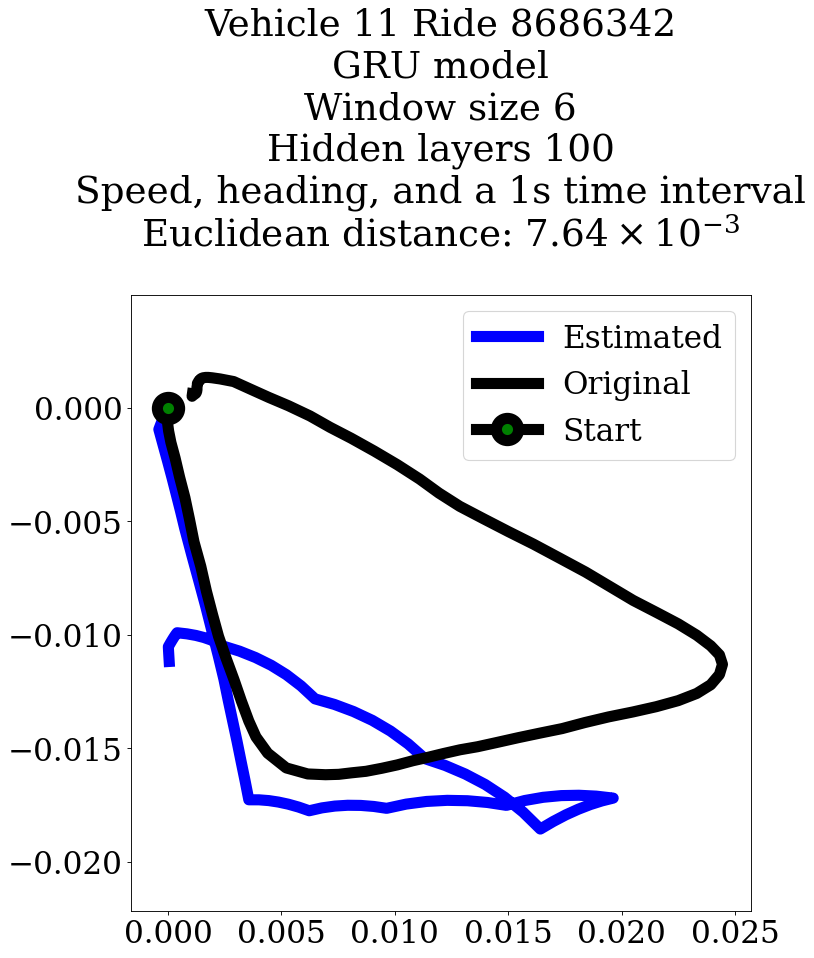 Vehicle 11 Ride 8686342
GRU model
Window size 6
Hidden layers 100
Speed, heading, and a 1s time interval
Euclidean distance: 7.64 × 10⁻³
Estimated
Original
Start
0.000
−0.005
−0.010
−0.015
−0.020
0.000 0.005 0.010 0.015 0.020 0.025